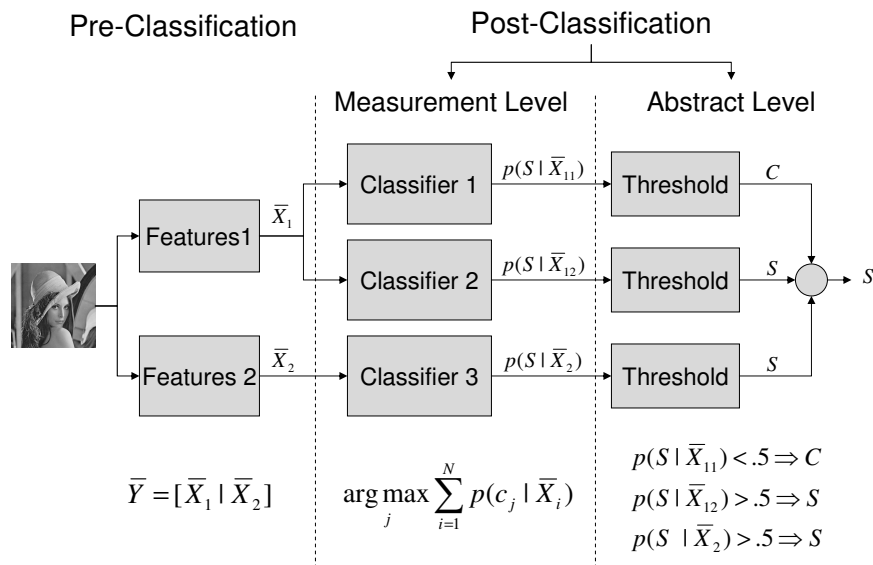 Pre-Classification
Post-Classification
Measurement Level
Abstract Level
Features1
X̅₁
Features 2
X̅₂
Classifier 1
p(S | X̅₁₁)
Classifier 2
p(S | X̅₁₂)
Classifier 3
p(S | X̅₂)
Threshold
C
Threshold
S
S
Threshold
S
Y̅ = [X̅₁ | X̅₂]
arg max_j ∑_{i=1}^{N} p(c_j | X̅_i)
p(S | X̅₁₁) < .5 ⇒ C
p(S | X̅₁₂) > .5 ⇒ S
p(S | X̅₂) > .5 ⇒ S